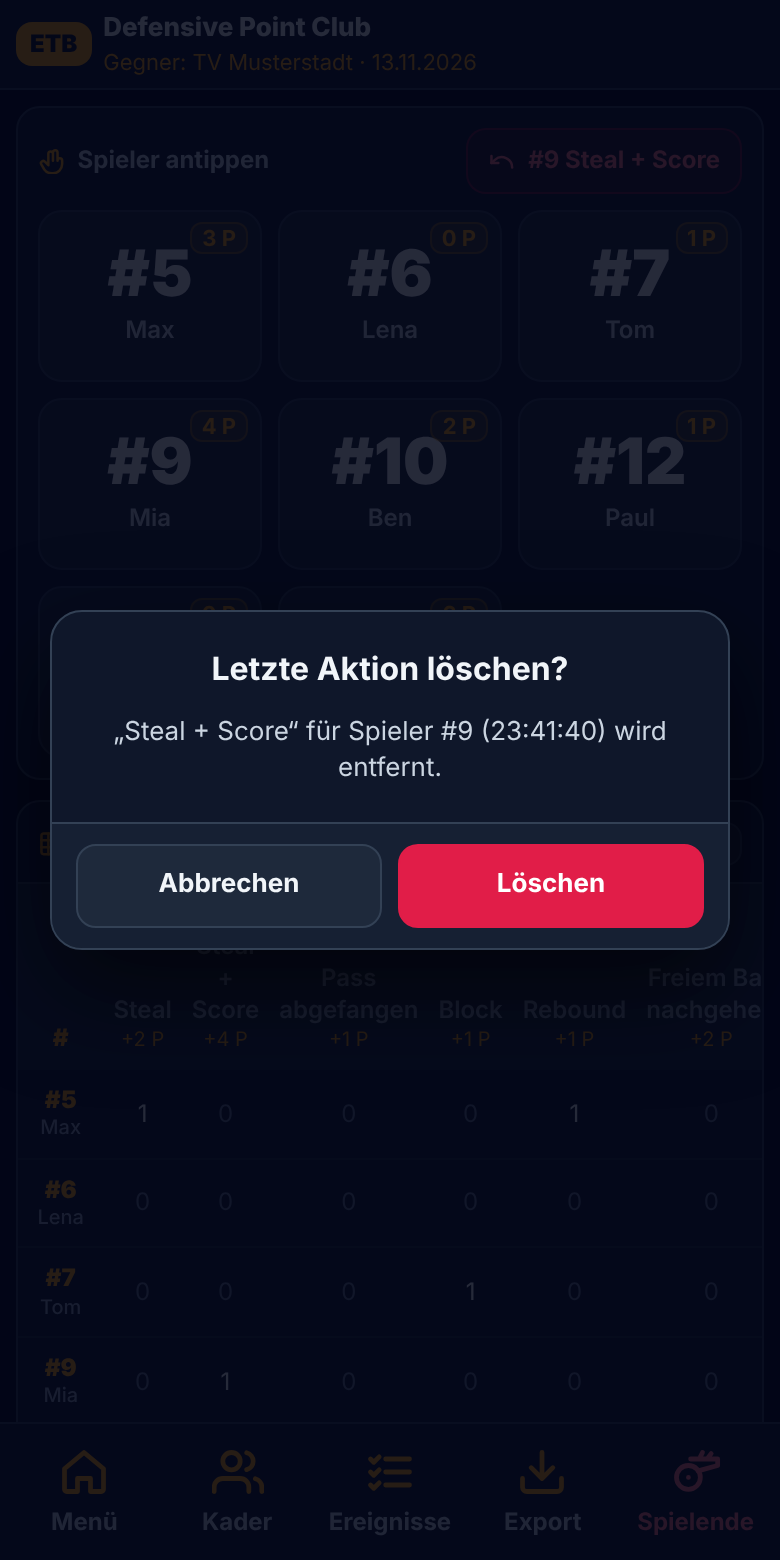 ETB
Defensive Point Club
Gegner: TV Musterstadt · 13.11.2026
Spieler antippen
#9 Steal + Score
3 P
#5
Max
0 P
#6
Lena
1 P
#7
Tom
4 P
#9
Mia
2 P
#10
Ben
1 P
#12
Paul
Letzte Aktion löschen?
„Steal + Score“ für Spieler #9 (23:41:40) wird
entfernt.
Abbrechen
Löschen
#
Steal
+2 P
Steal
+
Score
+4 P
Pass
abgefangen
+1 P
Block
+1 P
Rebound
+1 P
Freiem Ba
nachgehe
+2 P
#5
Max
1 0 0 0 1 0
#6
Lena
0 0 0 0 0 0
#7
Tom
0 0 0 1 0 0
#9
Mia
0 1 0 0 0 0
Menü
Kader
Ereignisse
Export
Spielende